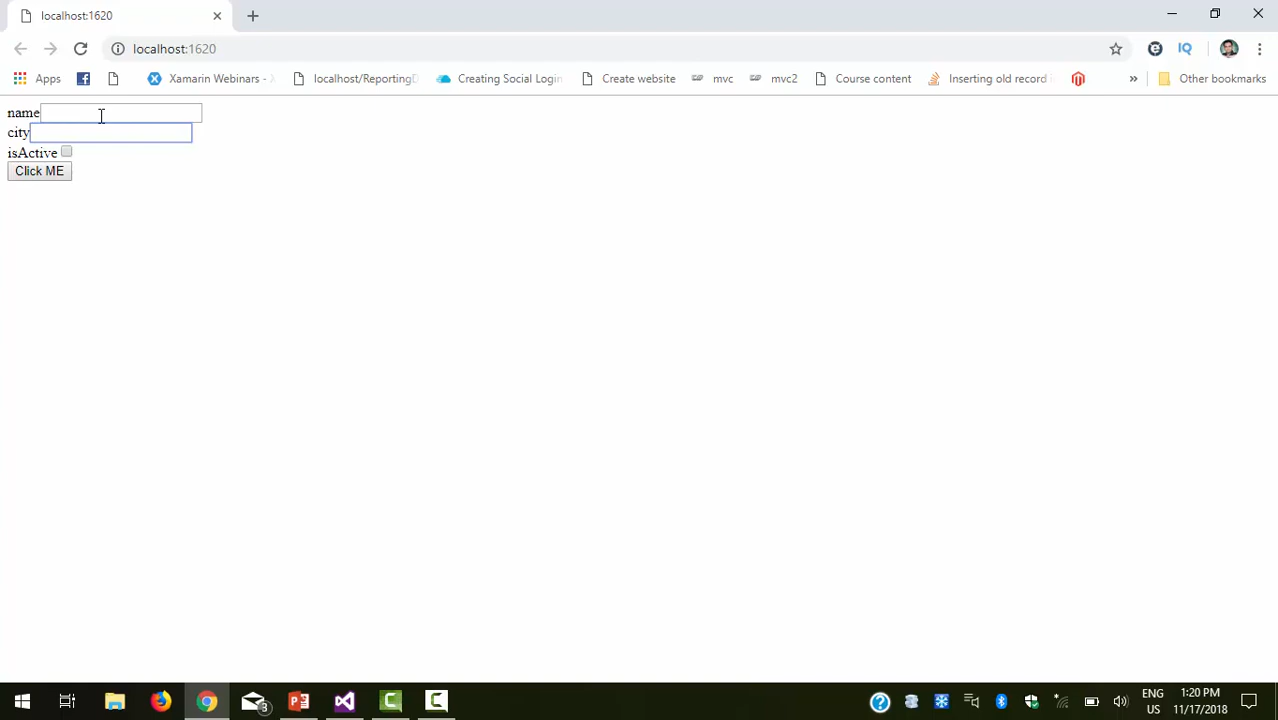 localhost:1620
localhost:1620
Apps
Xamarin Webinars -
localhost/Reporting
Creating Social Login
Create website
mvc
mvc2
Course content
Inserting old record
»
Other bookmarks
name
city
isActive
Click ME
3
ENG
US
1:20 PM
11/17/2018